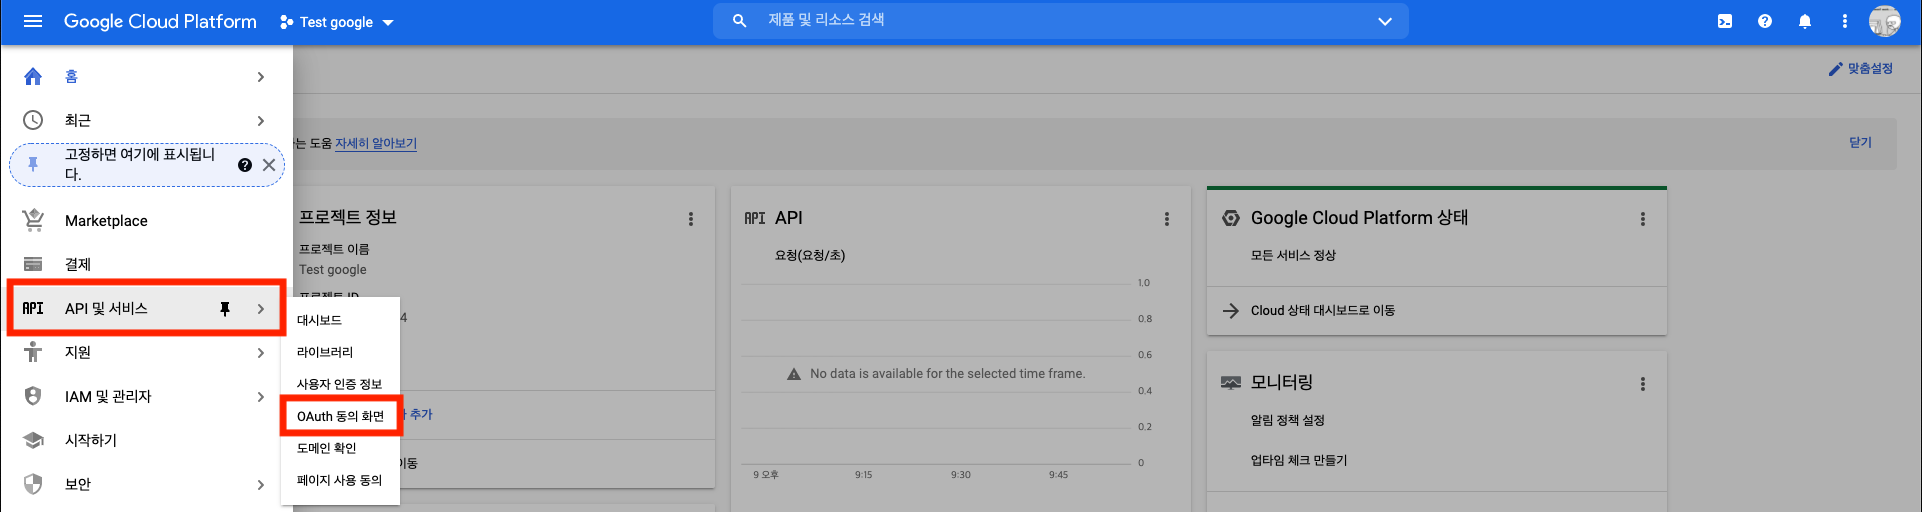 Google Cloud Platform
Test google
제품 및 리소스 검색
홈
최근
고정하면 여기에 표시됩니
다.
Marketplace
결제
API API 및 서비스
지원
IAM 및 관리자
시작하기
보안
대시보드
라이브러리
사용자 인증 정보
OAuth 동의 화면
도메인 확인
페이지 사용 동의
맞춤설정
는 도움 자세히 알아보기
닫기
프로젝트 정보
프로젝트 이름
Test google
프로젝트 ID
4
추가
이동
API API
요청(요청/초)
1.0
0.8
0.6
No data is available for the selected time frame.
0.4
0.2
0
9 오후 9:15 9:30 9:45
Google Cloud Platform 상태
모든 서비스 정상
Cloud 상태 대시보드로 이동
모니터링
알림 정책 설정
업타임 체크 만들기